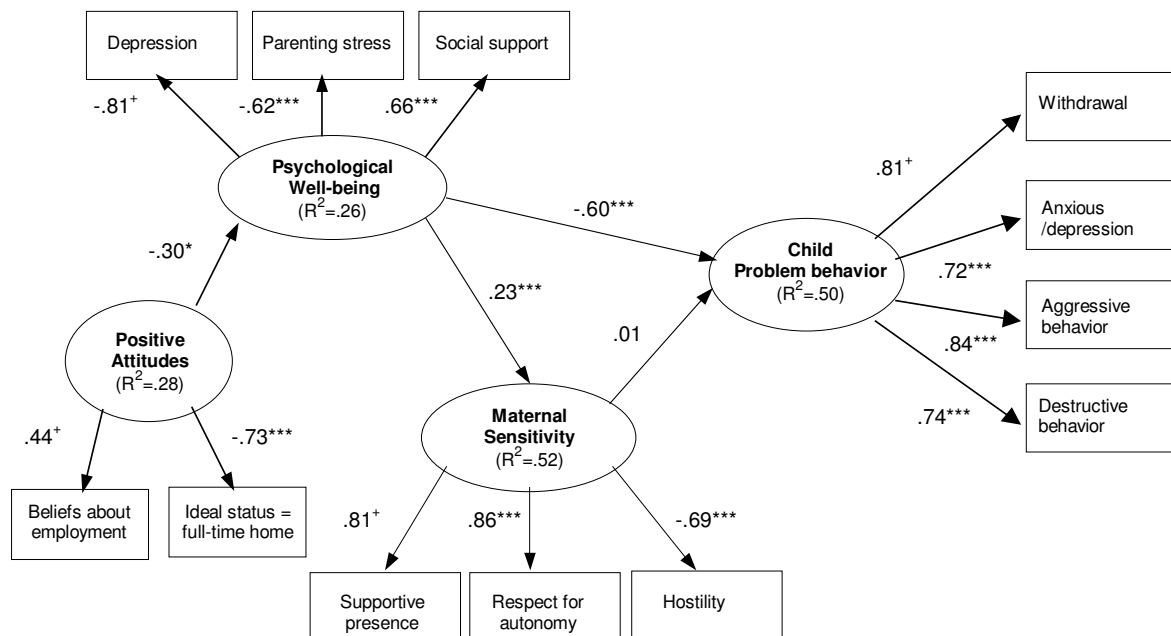 Depression
Parenting stress
Social support
-.81⁺
-.62***
.66***
Psychological
Well-being
(R²=.26)
Withdrawal
.81⁺
Anxious
/depression
-.60***
Child
Problem behavior
(R²=.50)
.72***
-.30*
.23***
Aggressive
behavior
.84***
Positive
Attitudes
(R²=.28)
.01
Destructive
behavior
.74***
Maternal
Sensitivity
(R²=.52)
.44⁺
-.73***
Beliefs about
employment
Ideal status =
full-time home
.81⁺
.86***
-.69***
Supportive
presence
Respect for
autonomy
Hostility